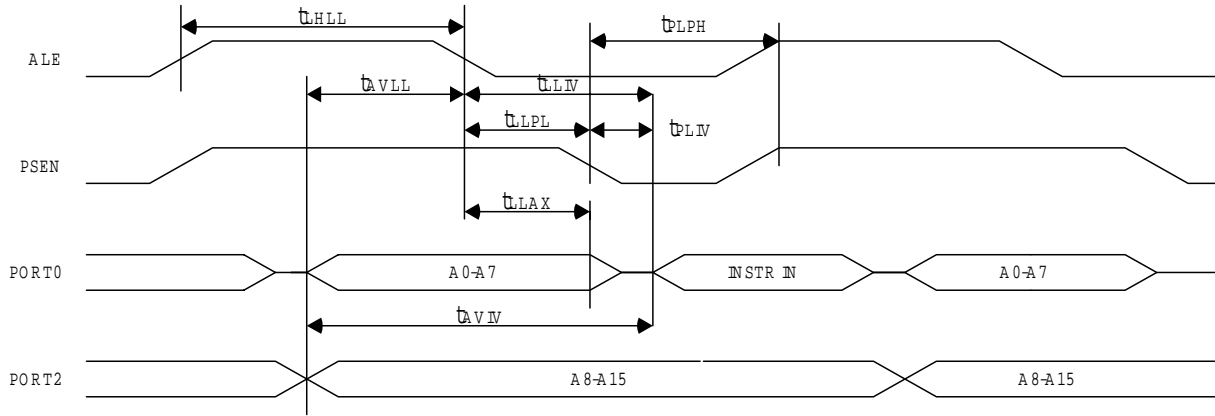 tLHLL
tPLPH
ALE
tAVLL
tLLIV
tLLPL
tPLIV
PSEN
tLLAX
PORT0
A0-A7
INSTR IN
A0-A7
tAVIV
PORT2
A8-A15
A8-A15